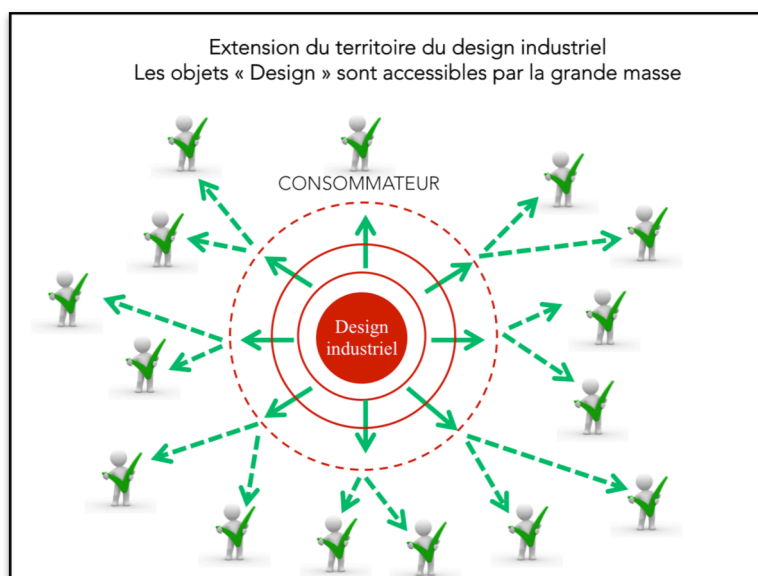 Extension du territoire du design industriel
Les objets « Design » sont accessibles par la grande masse
CONSOMMATEUR
Design
industriel